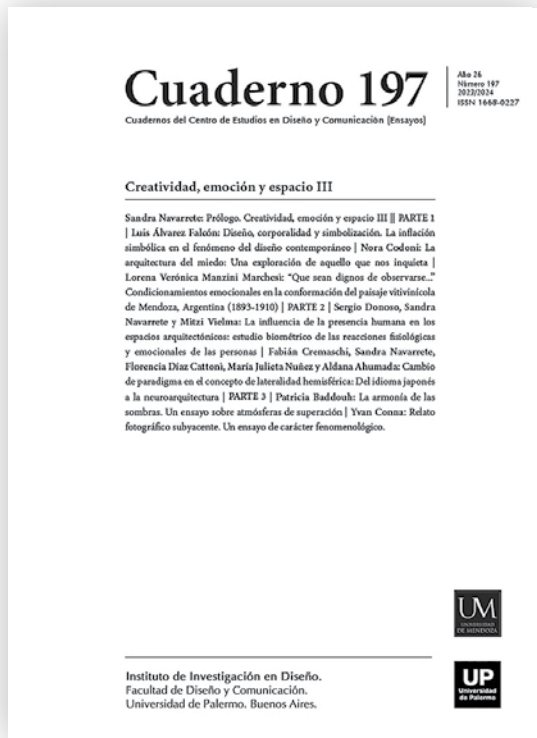 Cuaderno 197
Año 26
Número 197
2023/2024
ISSN 1668-0227
Cuadernos del Centro de Estudios en Diseño y Comunicación [Ensayos]
Creatividad, emoción y espacio III
Sandra Navarrete: Prólogo. Creatividad, emoción y espacio III || PARTE 1
| Luis Álvarez Falcón: Diseño, corporalidad y simbolización. La inflación
simbólica en el fenómeno del diseño contemporáneo | Nora Codoni: La
arquitectura del miedo: Una exploración de aquello que nos inquieta |
Lorena Verónica Manzini Marchesi: “Que sean dignos de observarse...”
Condicionamientos emocionales en la conformación del paisaje vitivinícola
de Mendoza, Argentina (1893-1910) | PARTE 2 | Sergio Donoso, Sandra
Navarrete y Mitzi Vielma: La influencia de la presencia humana en los
espacios arquitectónicos: estudio biométrico de las reacciones fisiológicas
y emocionales de las personas | Fabián Cremaschi, Sandra Navarrete,
Florencia Díaz Cattoni, María Julieta Nuñez y Aldana Ahumada: Cambio
de paradigma en el concepto de lateralidad hemisférica: Del idioma japonés
a la neuroarquitectura | PARTE 3 | Patricia Baddouh: La armonía de las
sombras. Un ensayo sobre atmósferas de superación | Yvan Conna: Relato
fotográfico subyacente. Un ensayo de carácter fenomenológico.
UM
UNIVERSIDAD
DE MENDOZA
Instituto de Investigación en Diseño.
Facultad de Diseño y Comunicación.
Universidad de Palermo. Buenos Aires.
UP
Universidad
de Palermo